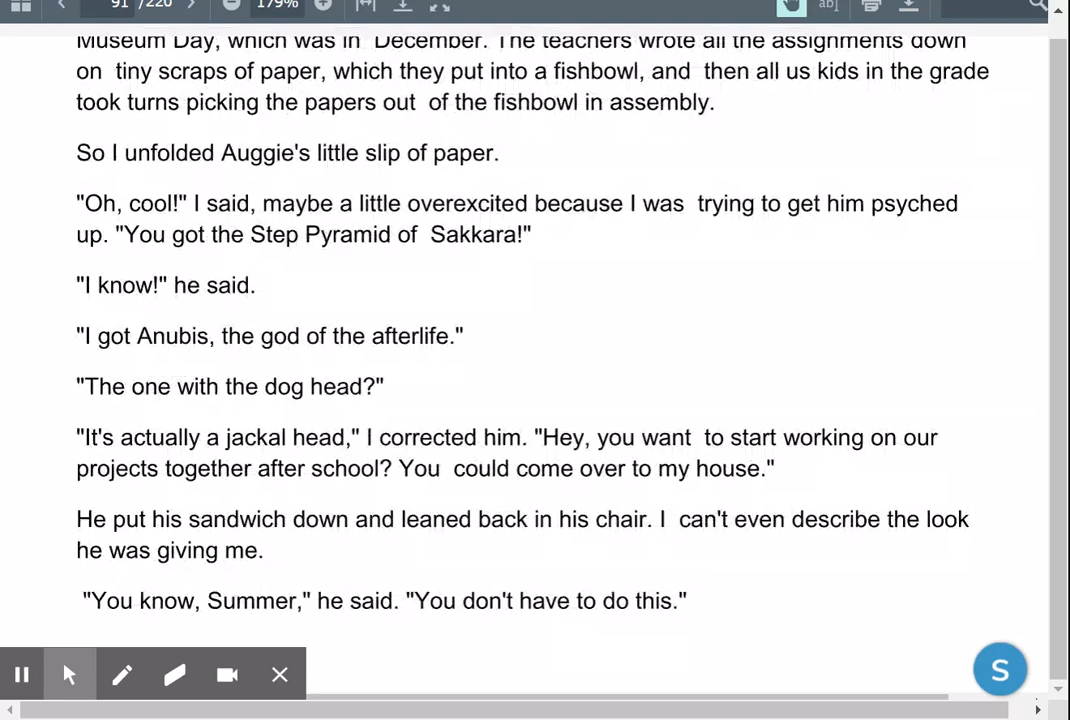 91 /220 179%
Museum Day, which was in December. The teachers wrote all the assignments down
on tiny scraps of paper, which they put into a fishbowl, and then all us kids in the grade
took turns picking the papers out of the fishbowl in assembly.
So I unfolded Auggie's little slip of paper.
"Oh, cool!" I said, maybe a little overexcited because I was trying to get him psyched
up. "You got the Step Pyramid of Sakkara!"
"I know!" he said.
"I got Anubis, the god of the afterlife."
"The one with the dog head?"
"It's actually a jackal head," I corrected him. "Hey, you want to start working on our
projects together after school? You could come over to my house."
He put his sandwich down and leaned back in his chair. I can't even describe the look
he was giving me.
"You know, Summer," he said. "You don't have to do this."
S